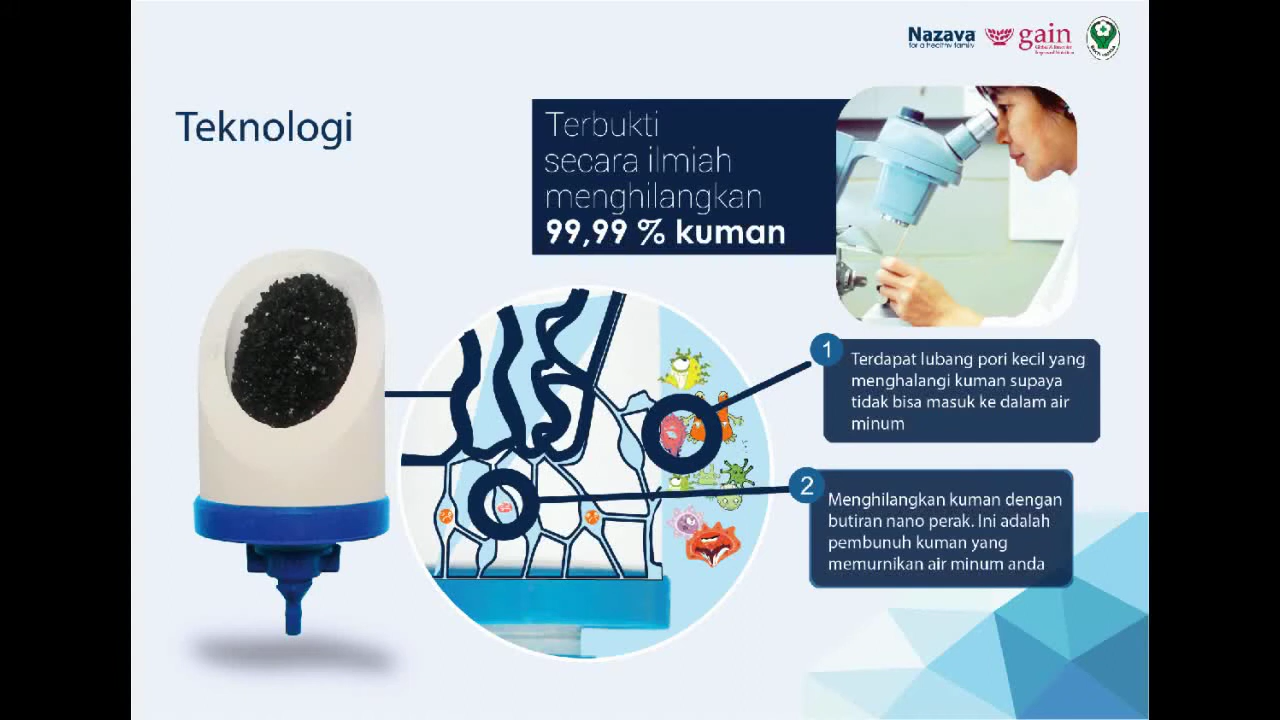 Nazava
for a healthy family
gain
Teknologi
Terbukti
secara ilmiah
menghilangkan
99,99 % kuman
1
Terdapat lubang pori kecil yang
menghalangi kuman supaya
tidak bisa masuk ke dalam air
minum
2
Menghilangkan kuman dengan
butiran nano perak. Ini adalah
pembunuh kuman yang
memurnikan air minum anda